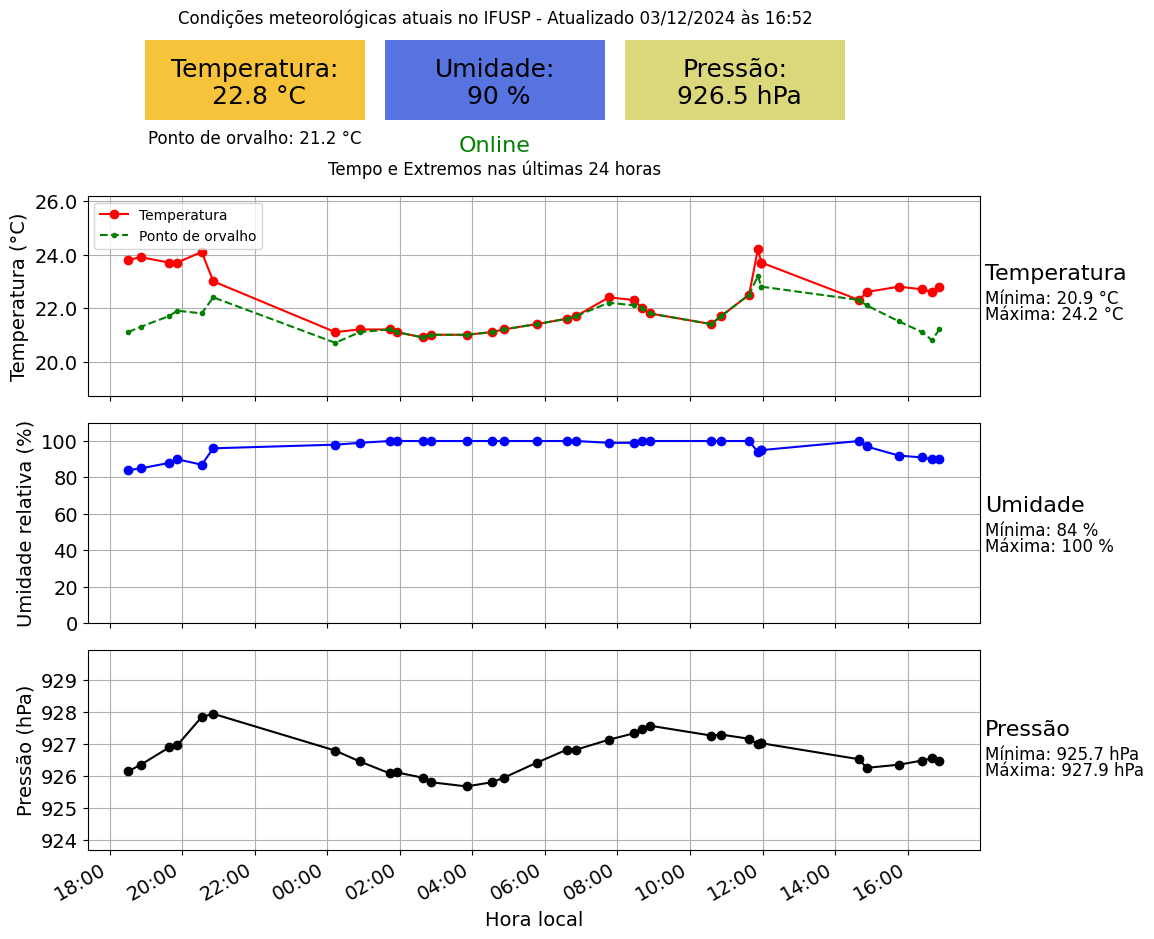 Condições meteorológicas atuais no IFUSP - Atualizado 03/12/2024 às 16:52
Temperatura:
22.8 °C
Umidade:
90 %
Pressão:
926.5 hPa
Ponto de orvalho: 21.2 °C
Online
Tempo e Extremos nas últimas 24 horas
Temperatura (°C)
26.0
24.0
22.0
20.0
Temperatura
Ponto de orvalho
Temperatura
Mínima: 20.9 °C
Máxima: 24.2 °C
Umidade relativa (%)
100
80
60
40
20
0
Umidade
Mínima: 84 %
Máxima: 100 %
Pressão (hPa)
929
928
927
926
925
924
Pressão
Mínima: 925.7 hPa
Máxima: 927.9 hPa
18:00 20:00 22:00 00:00 02:00 04:00 06:00 08:00 10:00 12:00 14:00 16:00
Hora local